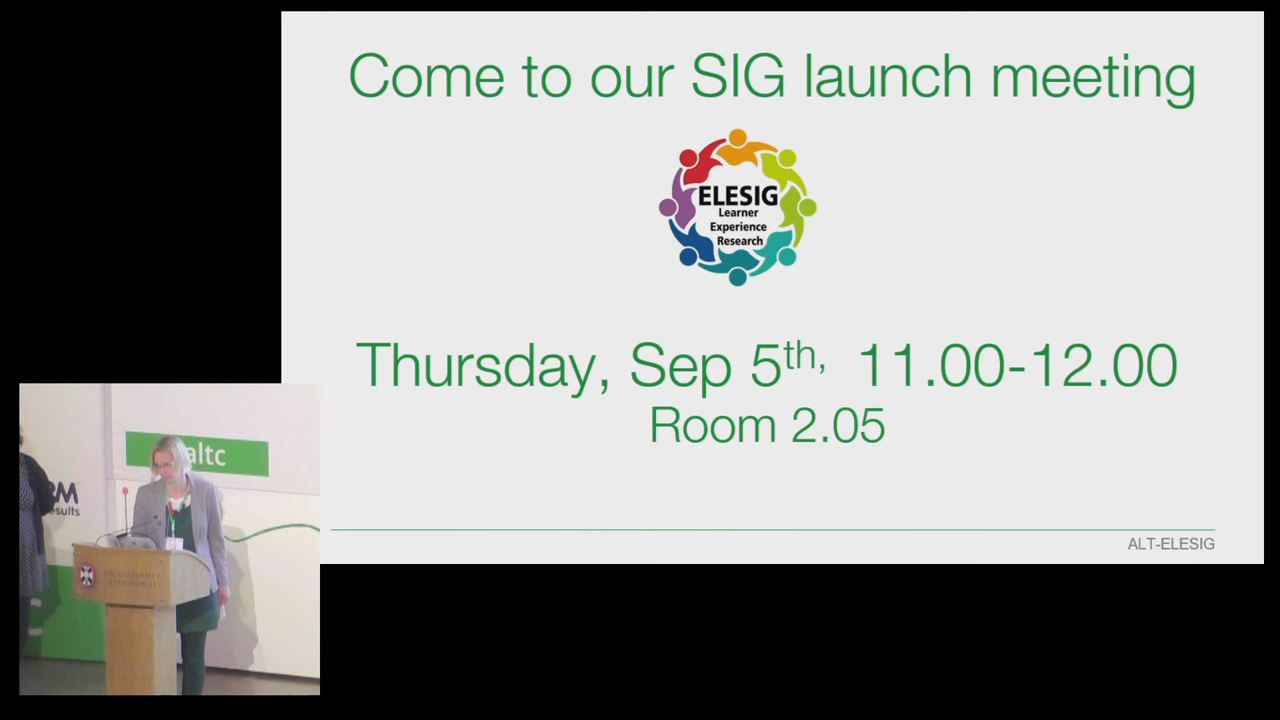 Come to our SIG launch meeting
ELESIG
Learner
Experience
Research
Thursday, Sep 5th, 11.00-12.00
Room 2.05
ALT-ELESIG
altc